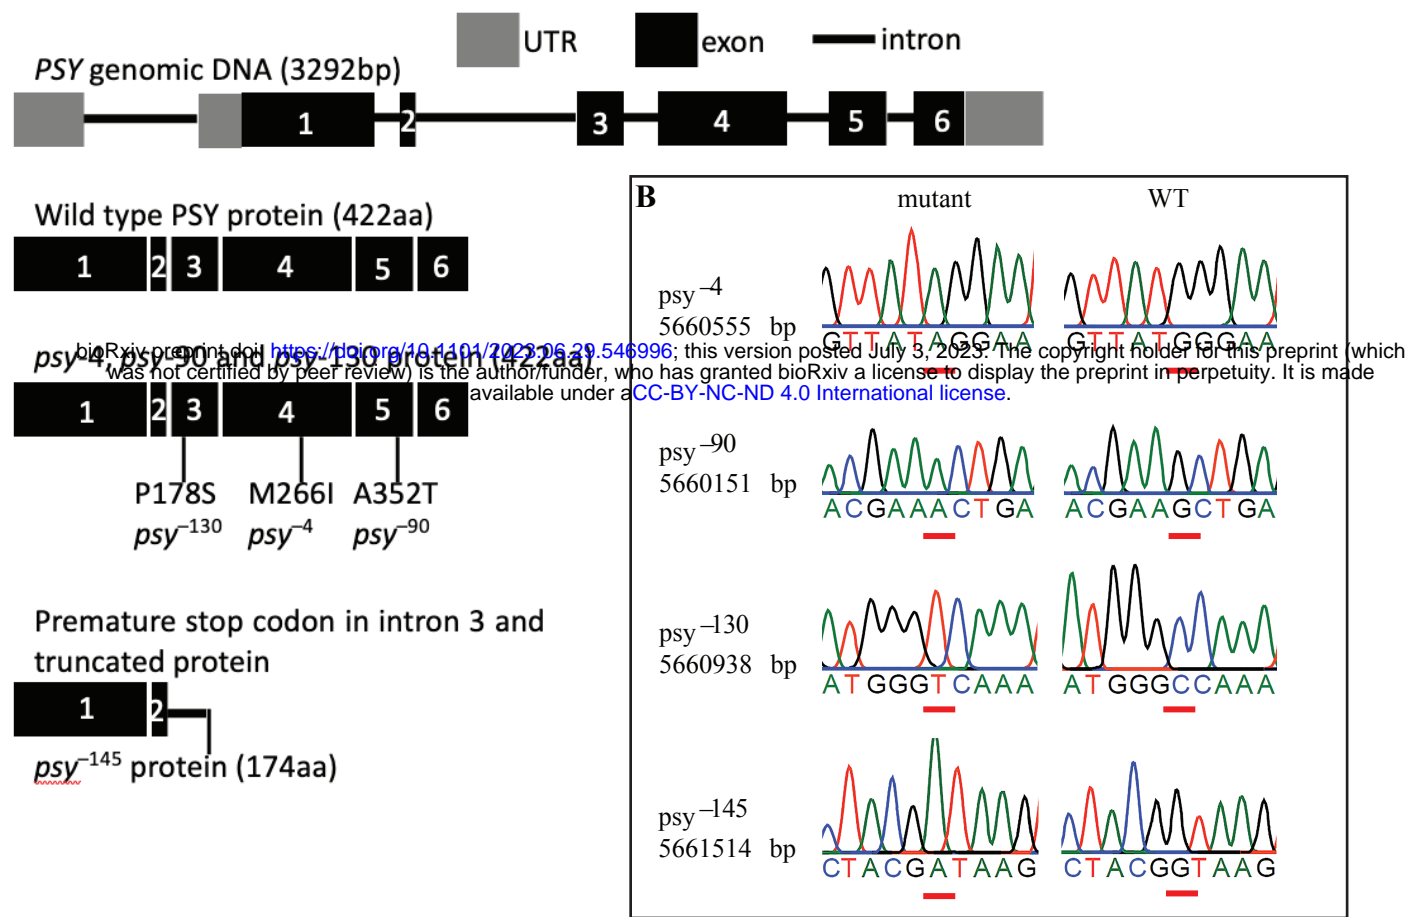 UTR exon intron
PSY genomic DNA (3292bp)
1 2 3 4 5 6
Wild type PSY protein (422aa)
1 2 3 4 5 6
psy-4, psy-90 and psy-130 protein (422aa)
1 2 3 4 5 6
P178S M266I A352T
psy–130 psy–4 psy–90
Premature stop codon in intron 3 and
truncated protein
1 2
psy–145 protein (174aa)
B mutant WT
psy–4
5660555 bp
GTTATAGGAA GTTATGGGAA
psy–90
5660151 bp
ACGAAACTGA ACGAAGCTGA
psy–130
5660938 bp
ATGGGTCAAA ATGGGCCAAA
psy–145
5661514 bp
CTACGATAAG CTACGGTAAG
bioRxiv preprint doi: https://doi.org/10.1101/2023.06.29.546996; this version posted July 3, 2023. The copyright holder for this preprint (which
was not certified by peer review) is the author/funder, who has granted bioRxiv a license to display the preprint in perpetuity. It is made
available under aCC-BY-NC-ND 4.0 International license.